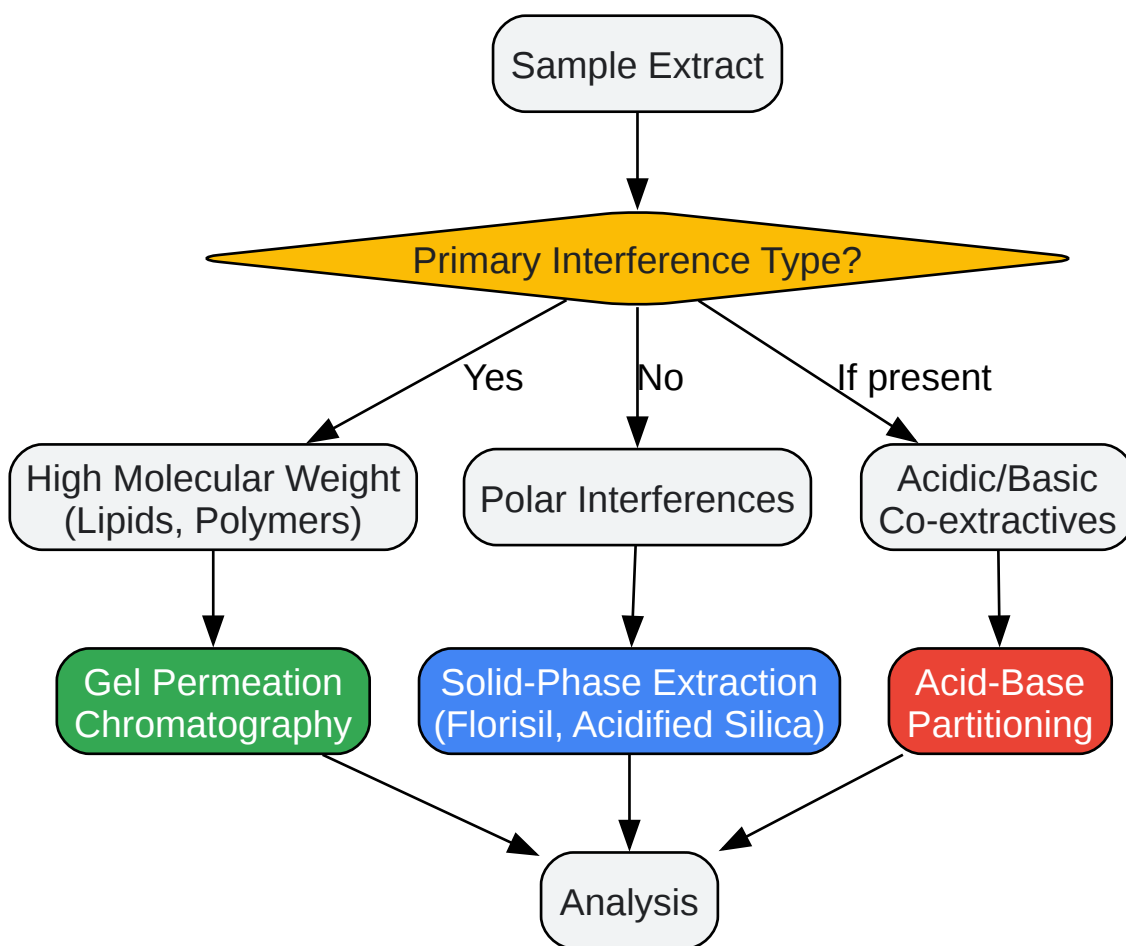 Sample Extract
Primary Interference Type?
Yes
No
If present
High Molecular Weight
(Lipids, Polymers)
Polar Interferences
Acidic/Basic
Co-extractives
Gel Permeation
Chromatography
Solid-Phase Extraction
(Florisil, Acidified Silica)
Acid-Base
Partitioning
Analysis